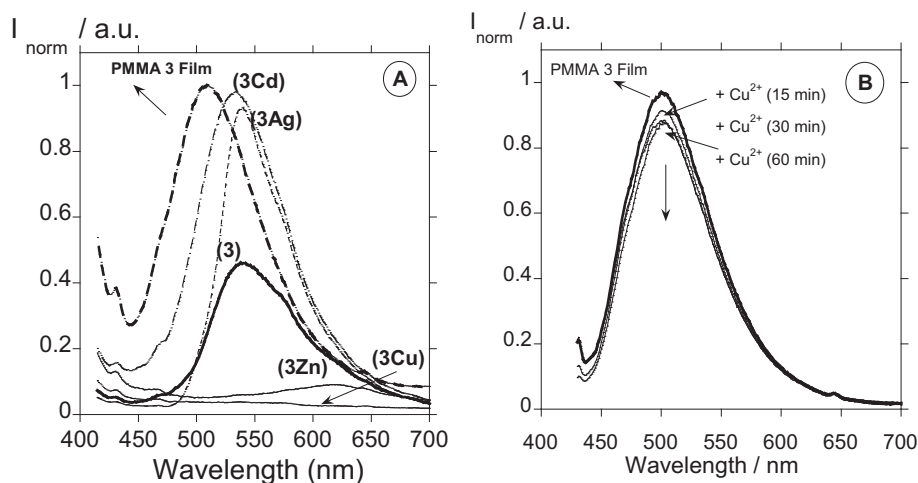 I norm / a.u.
A
PMMA 3 Film
(3Cd)
(3Ag)
(3)
(3Zn)
(3Cu)
1
0.8
0.6
0.4
0.2
0
400 450 500 550 600 650 700
Wavelength (nm)
I norm / a.u.
B
PMMA 3 Film
+ Cu²⁺ (15 min)
+ Cu²⁺ (30 min)
+ Cu²⁺ (60 min)
1
0.8
0.6
0.4
0.2
0
400 450 500 550 600 650 700
Wavelength / nm